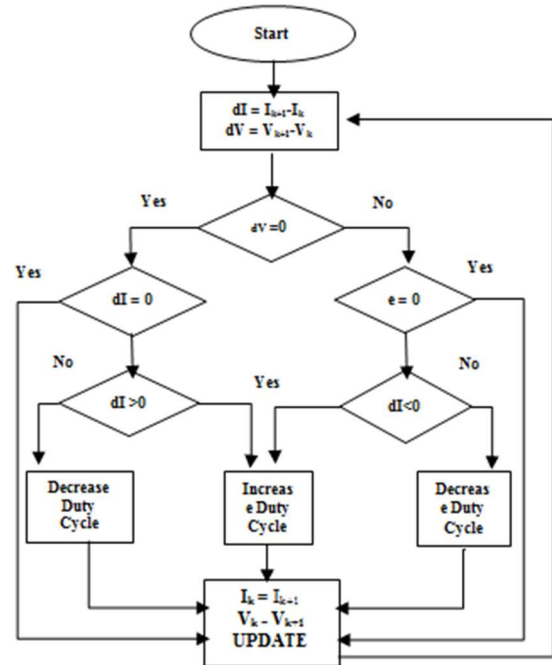 Start
dI = Ik+1-Ik
dV = Vk+1-Vk
Yes
No
dV=0
Yes
Yes
dI = 0
e = 0
No
Yes
No
dI >0
dI<0
Decrease
Duty
Cycle
Increas
e Duty
Cycle
Decreas
e Duty
Cycle
Ik = Ik+1
Vk - Vk+1
UPDATE